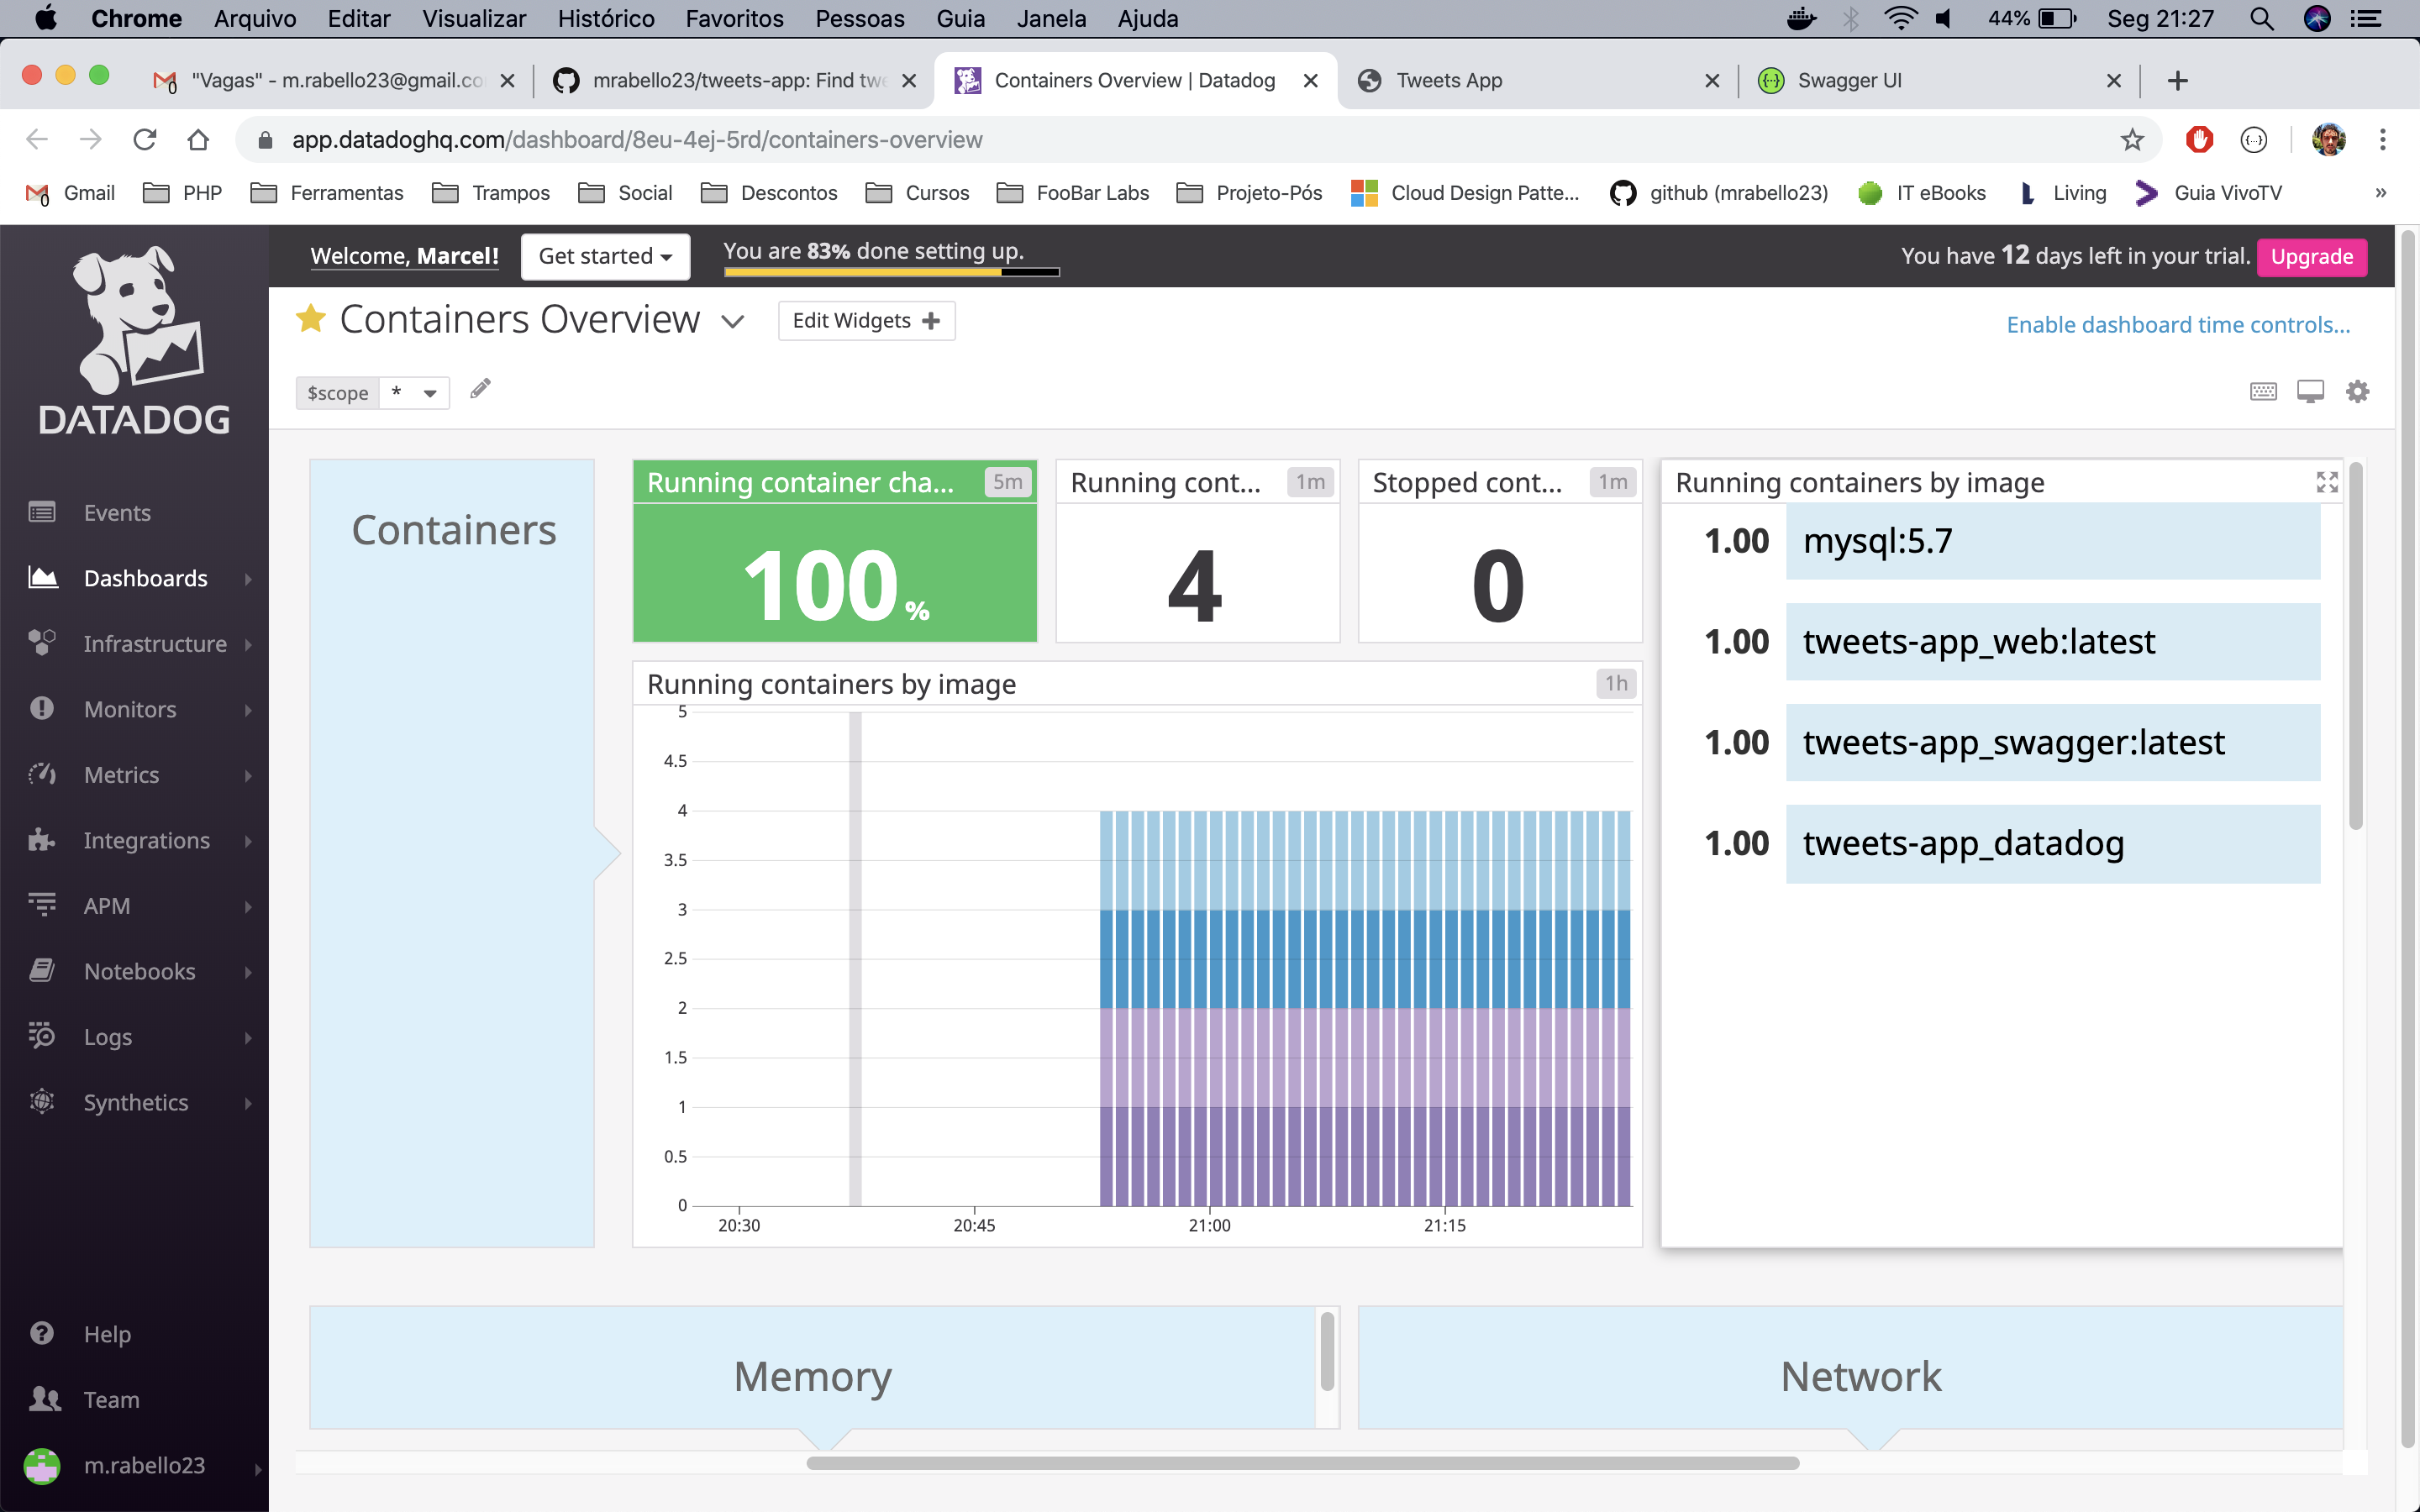 Chrome Arquivo Editar Visualizar Histórico Favoritos Pessoas Guia Janela Ajuda 44% Seg 21:27
"Vagas" - m.rabello23@gmail.co
mrabello23/tweets-app: Find twe
Containers Overview | Datadog
Tweets App
Swagger UI
app.datadoghq.com/dashboard/8eu-4ej-5rd/containers-overview
Gmail PHP Ferramentas Trampos Social Descontos Cursos FooBar Labs Projeto-Pós Cloud Design Patte... github (mrabello23) IT eBooks Living Guia VivoTV »
Welcome, Marcel! Get started You are 83% done setting up. You have 12 days left in your trial. Upgrade
DATADOG
Events
Dashboards
Infrastructure
Monitors
Metrics
Integrations
APM
Notebooks
Logs
Synthetics
Help
Team
m.rabello23
Containers Overview Edit Widgets Enable dashboard time controls...
$scope *
Containers
Running container cha... 5m
100%
Running cont... 1m
4
Stopped cont... 1m
0
Running containers by image 1h
5
4.5
4
3.5
3
2.5
2
1.5
1
0.5
0
20:30 20:45 21:00 21:15
Running containers by image
1.00 mysql:5.7
1.00 tweets-app_web:latest
1.00 tweets-app_swagger:latest
1.00 tweets-app_datadog
Memory
Network